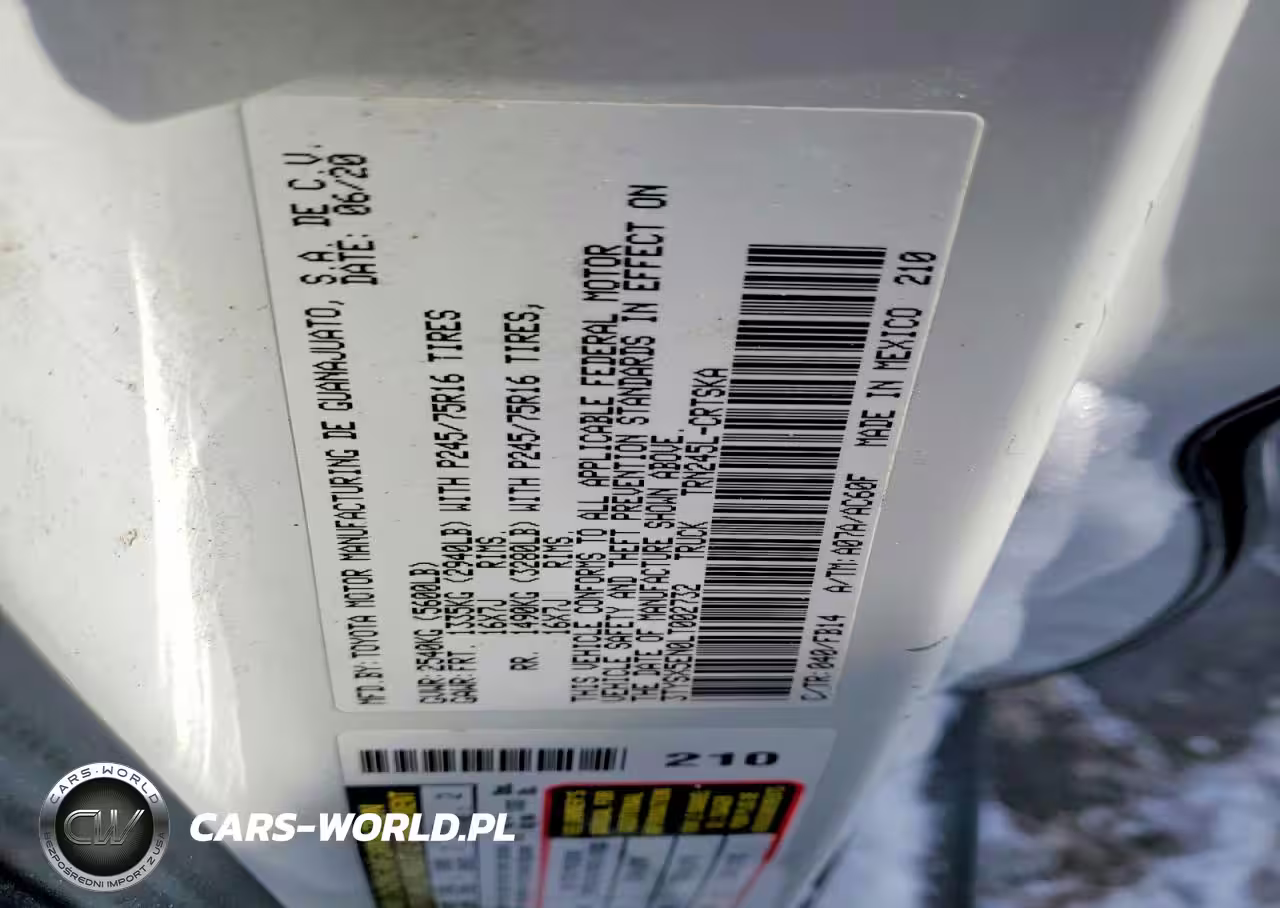 MFD.BY: TOYOTA MOTOR MANUFACTURING DE GUANAJUATO, S.A. DE C.V.
DATE: 06/20
GVWR: 2540KG (5600LB)
GAWR: FRT. 1335KG (2940LB) WITH P245/75R16 TIRES
16X7J RIMS,
RR. 1490KG (3280LB) WITH P245/75R16 TIRES,
16X7J RIMS.
THIS VEHICLE CONFORMS TO ALL APPLICABLE FEDERAL MOTOR
VEHICLE SAFETY AND THEFT PREVENTION STANDARDS IN EFFECT ON
THE DATE OF MANUFACTURE SHOWN ABOVE.
3TYSX5EN0LT002732 TRUCK TRN245L-CRTSKA
C/TR: 040/FB14 A/TM: A07A/AC60F MADE IN MEXICO 210
210
CARS-WORLD
CW
BEZPOŚREDNI IMPORT Z USA
CARS-WORLD.PL